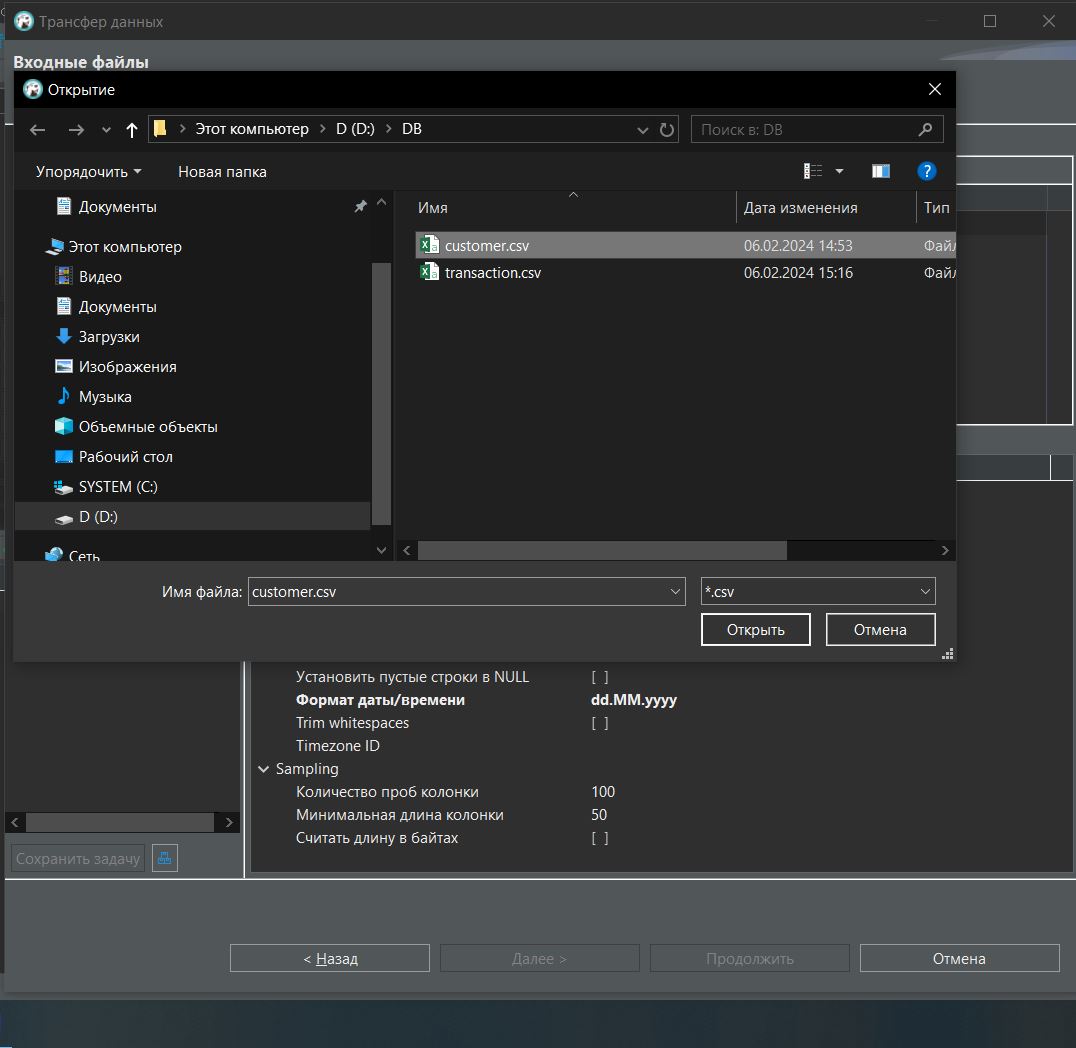 Трансфер данных
Входные файлы
Открытие
Этот компьютер > D (D:) > DB
Поиск в: DB
Упорядочить
Новая папка
?
Документы
Этот компьютер
Видео
Документы
Загрузки
Изображения
Музыка
Объемные объекты
Рабочий стол
SYSTEM (C:)
D (D:)
Сеть
Имя
Дата изменения
Тип
customer.csv
06.02.2024 14:53
Файл
transaction.csv
06.02.2024 15:16
Файл
Имя файла:
customer.csv
*.csv
Открыть
Отмена
Установить пустые строки в NULL
[ ]
Формат даты/времени
dd.MM.yyyy
Trim whitespaces
[ ]
Timezone ID
Sampling
Количество проб колонки
100
Минимальная длина колонки
50
Считать длину в байтах
[ ]
Сохранить задачу
< Назад
Далее >
Продолжить
Отмена